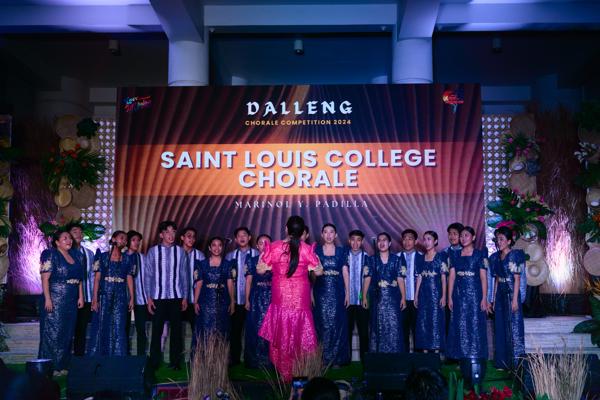 DALLENG
CHORALE COMPETITION 2024
SAINT LOUIS COLLEGE
CHORALE
MARINOL Y. PADILLA